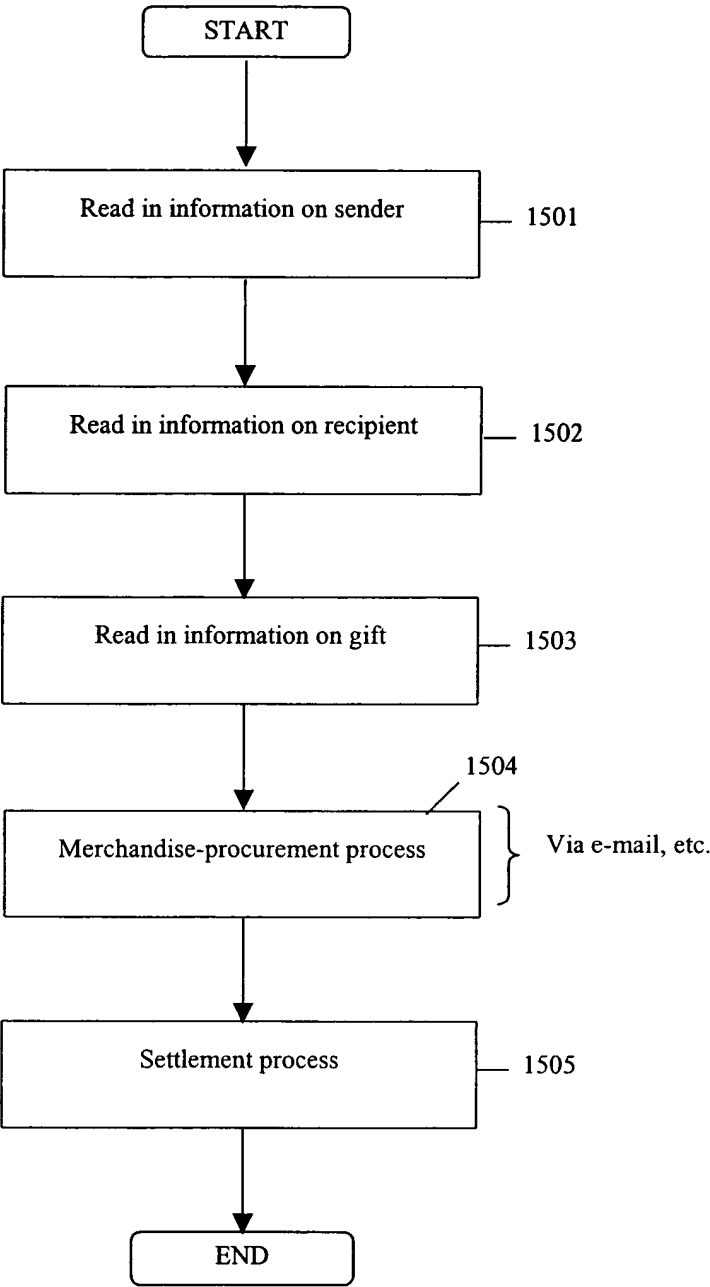 START
Read in information on sender
1501
Read in information on recipient
1502
Read in information on gift
1503
1504
Merchandise-procurement process
Via e-mail, etc.
Settlement process
1505
END